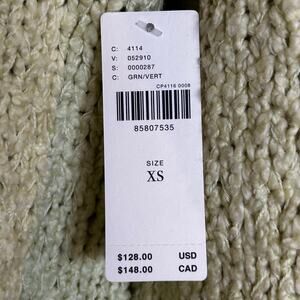 C: 4114
V: 052910
S: 0000287
C: GRN/VERT
CP4116 0008
85807535
SIZE
XS
$128.00 USD
$148.00 CAD